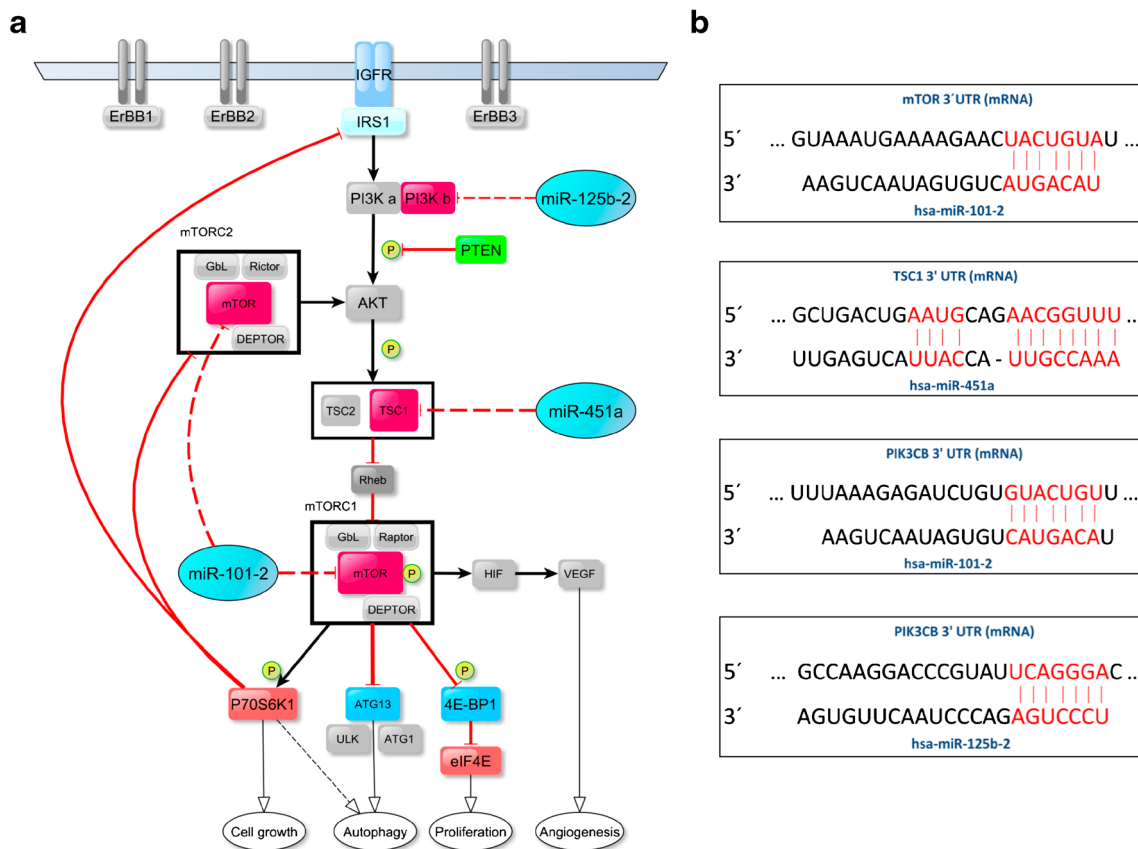 a
b
IGFR
ErBB1
ErBB2
ErBB3
IRS1
PI3K a
PI3K b
miR-125b-2
mTORC2
P
PTEN
GbL
Rictor
mTOR
AKT
DEPTOR
P
TSC2
TSC1
miR-451a
Rheb
mTORC1
GbL
Raptor
miR-101-2
mTOR
P
HIF
VEGF
DEPTOR
P
P
P70S6K1
ATG13
4E-BP1
ULK
ATG1
eIF4E
Cell growth
Autophagy
Proliferation
Angiogenesis
mTOR 3´UTR (mRNA)
5´ ... GUAAAUGAAAAGAACUACUGUAU ...
3´ AAGUCAAUAGUGUCAUGACAU
hsa-miR-101-2
TSC1 3' UTR (mRNA)
5´ ... GCUGACUGAAUGCAGAACGGUUU ...
3´ UUGAGUCAUUACCA - UUGCCAAA
hsa-miR-451a
PIK3CB 3' UTR (mRNA)
5´ ... UUUAAAGAGAUCUGUGUACUGUU ...
3´ AAGUCAAUAGUGUCAUGACAU
hsa-miR-101-2
PIK3CB 3' UTR (mRNA)
5´ ... GCCAAGGACCCGUAUUCAGGGAC ...
3´ AGUGUUCAAUCCCAGAGUCCCU
hsa-miR-125b-2